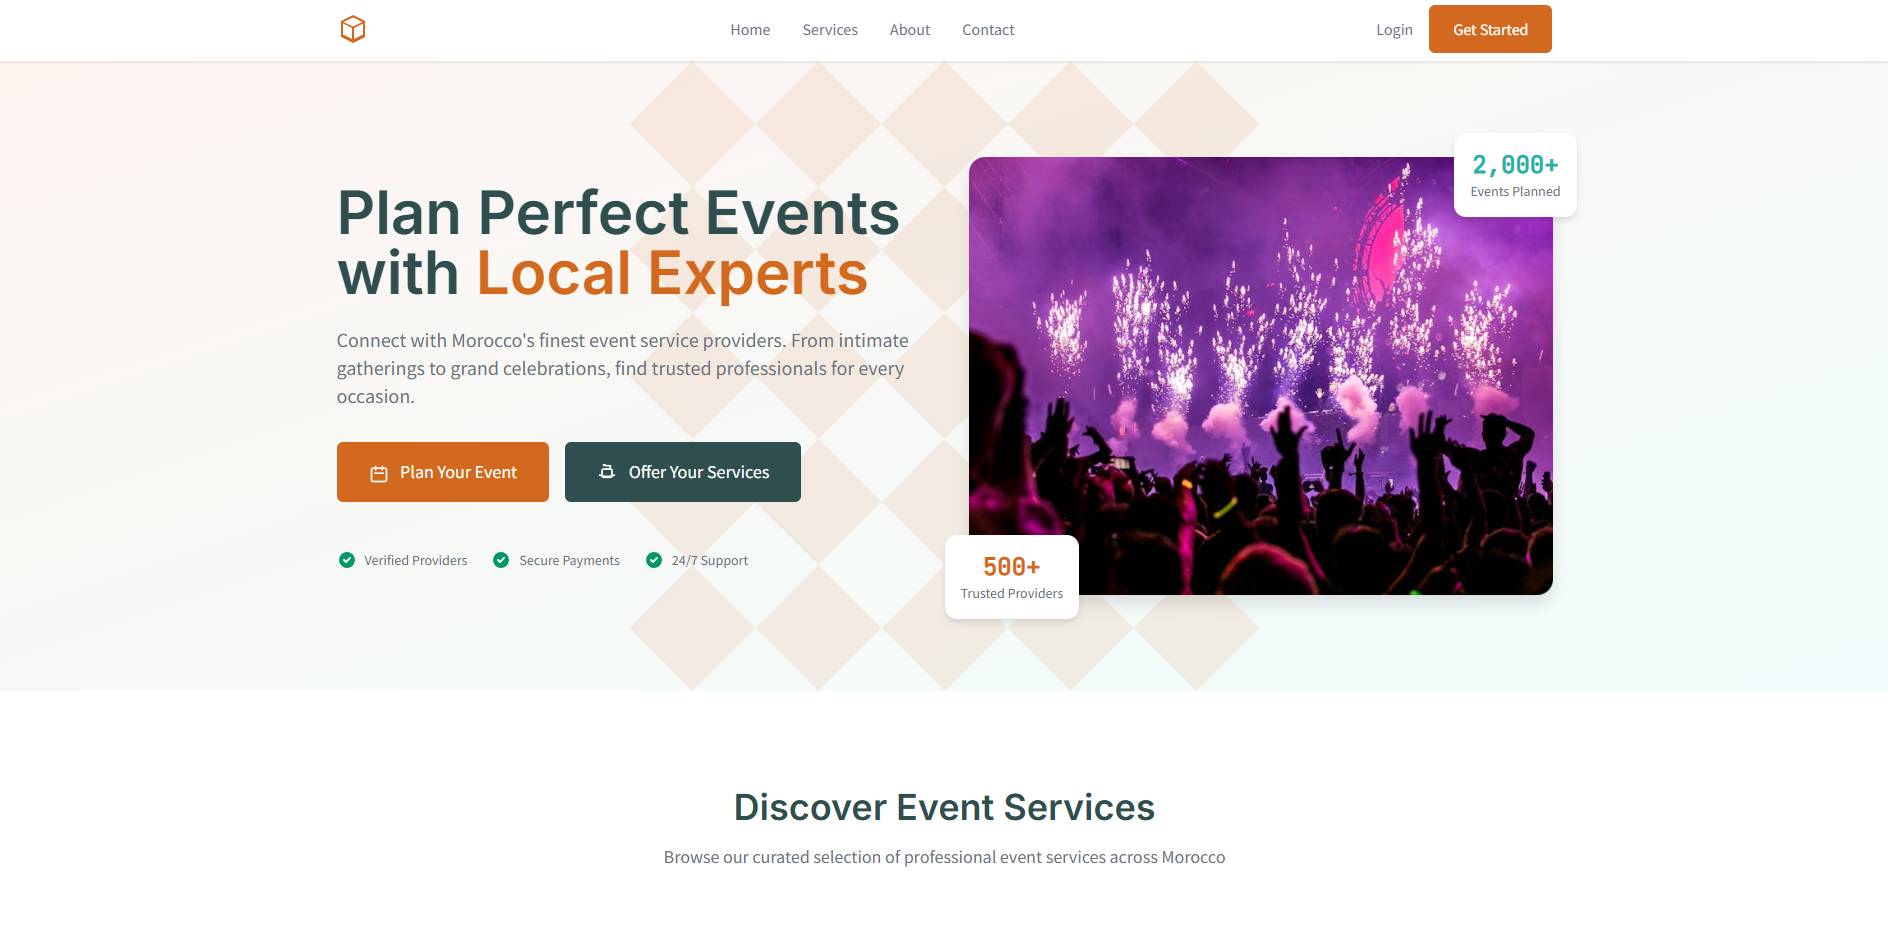 Home
Services
About
Contact
Login
Get Started
Plan Perfect Events
with Local Experts
Connect with Morocco's finest event service providers. From intimate
gatherings to grand celebrations, find trusted professionals for every
occasion.
Plan Your Event
Offer Your Services
Verified Providers
Secure Payments
24/7 Support
2,000+
Events Planned
500+
Trusted Providers
Discover Event Services
Browse our curated selection of professional event services across Morocco